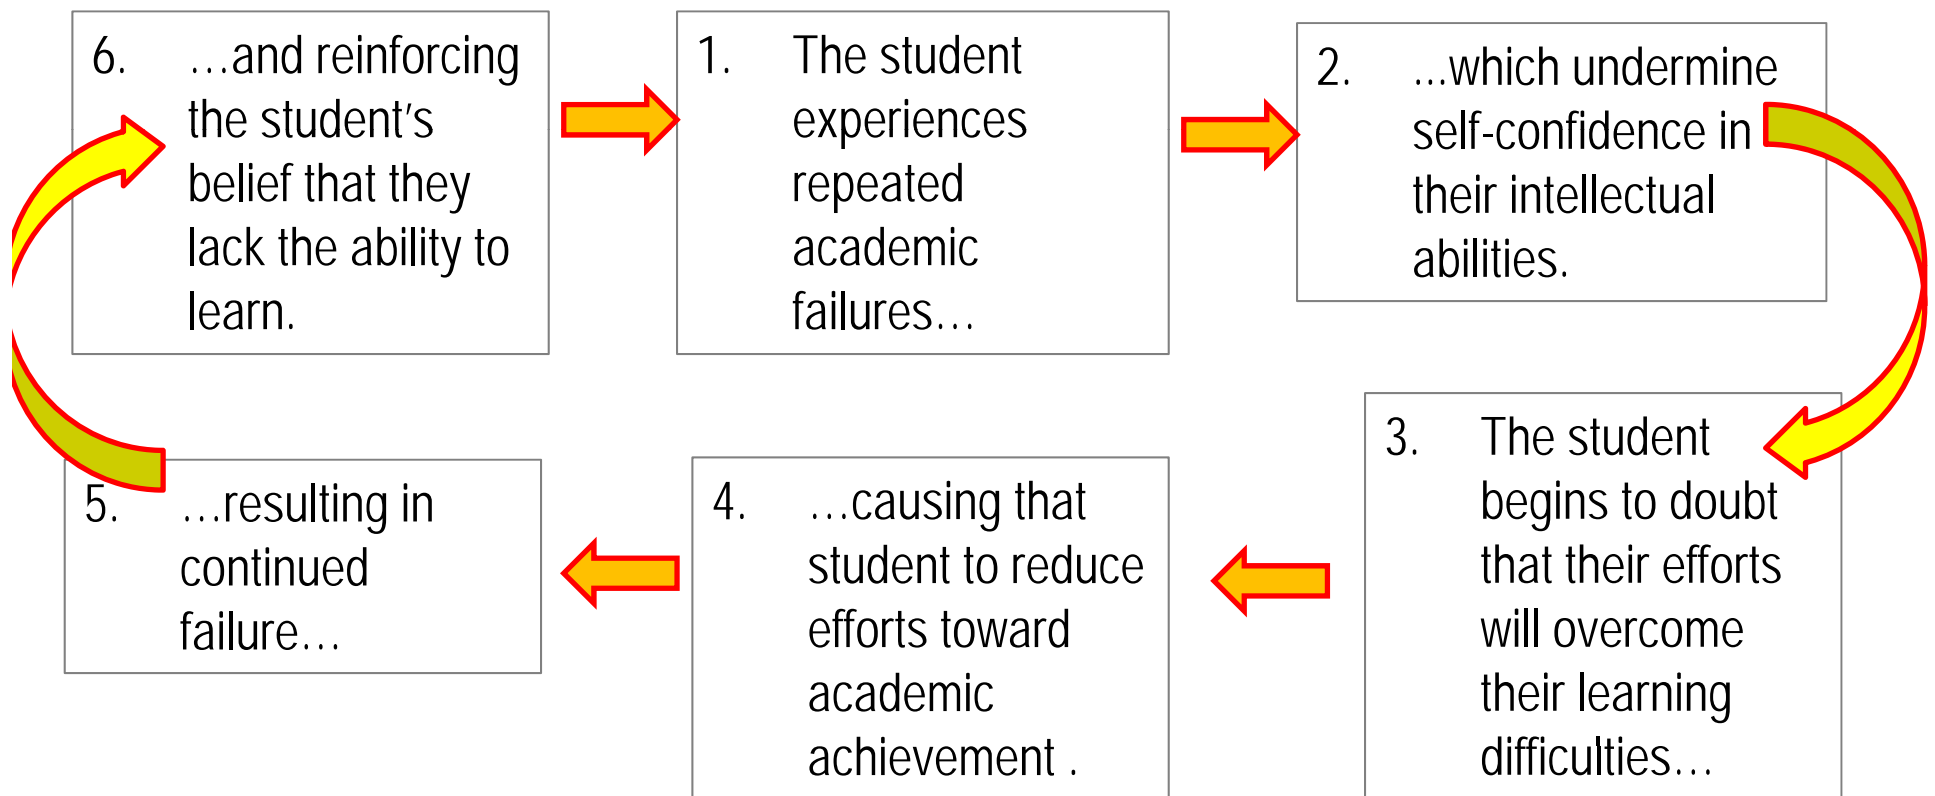 6. …and reinforcing
the student's
belief that they
lack the ability to
learn.
1. The student
experiences
repeated
academic
failures…
2. …which undermine
self-confidence in
their intellectual
abilities.
3. The student
begins to doubt
that their efforts
will overcome
their learning
difficulties…
4. …causing that
student to reduce
efforts toward
academic
achievement .
5. …resulting in
continued
failure…